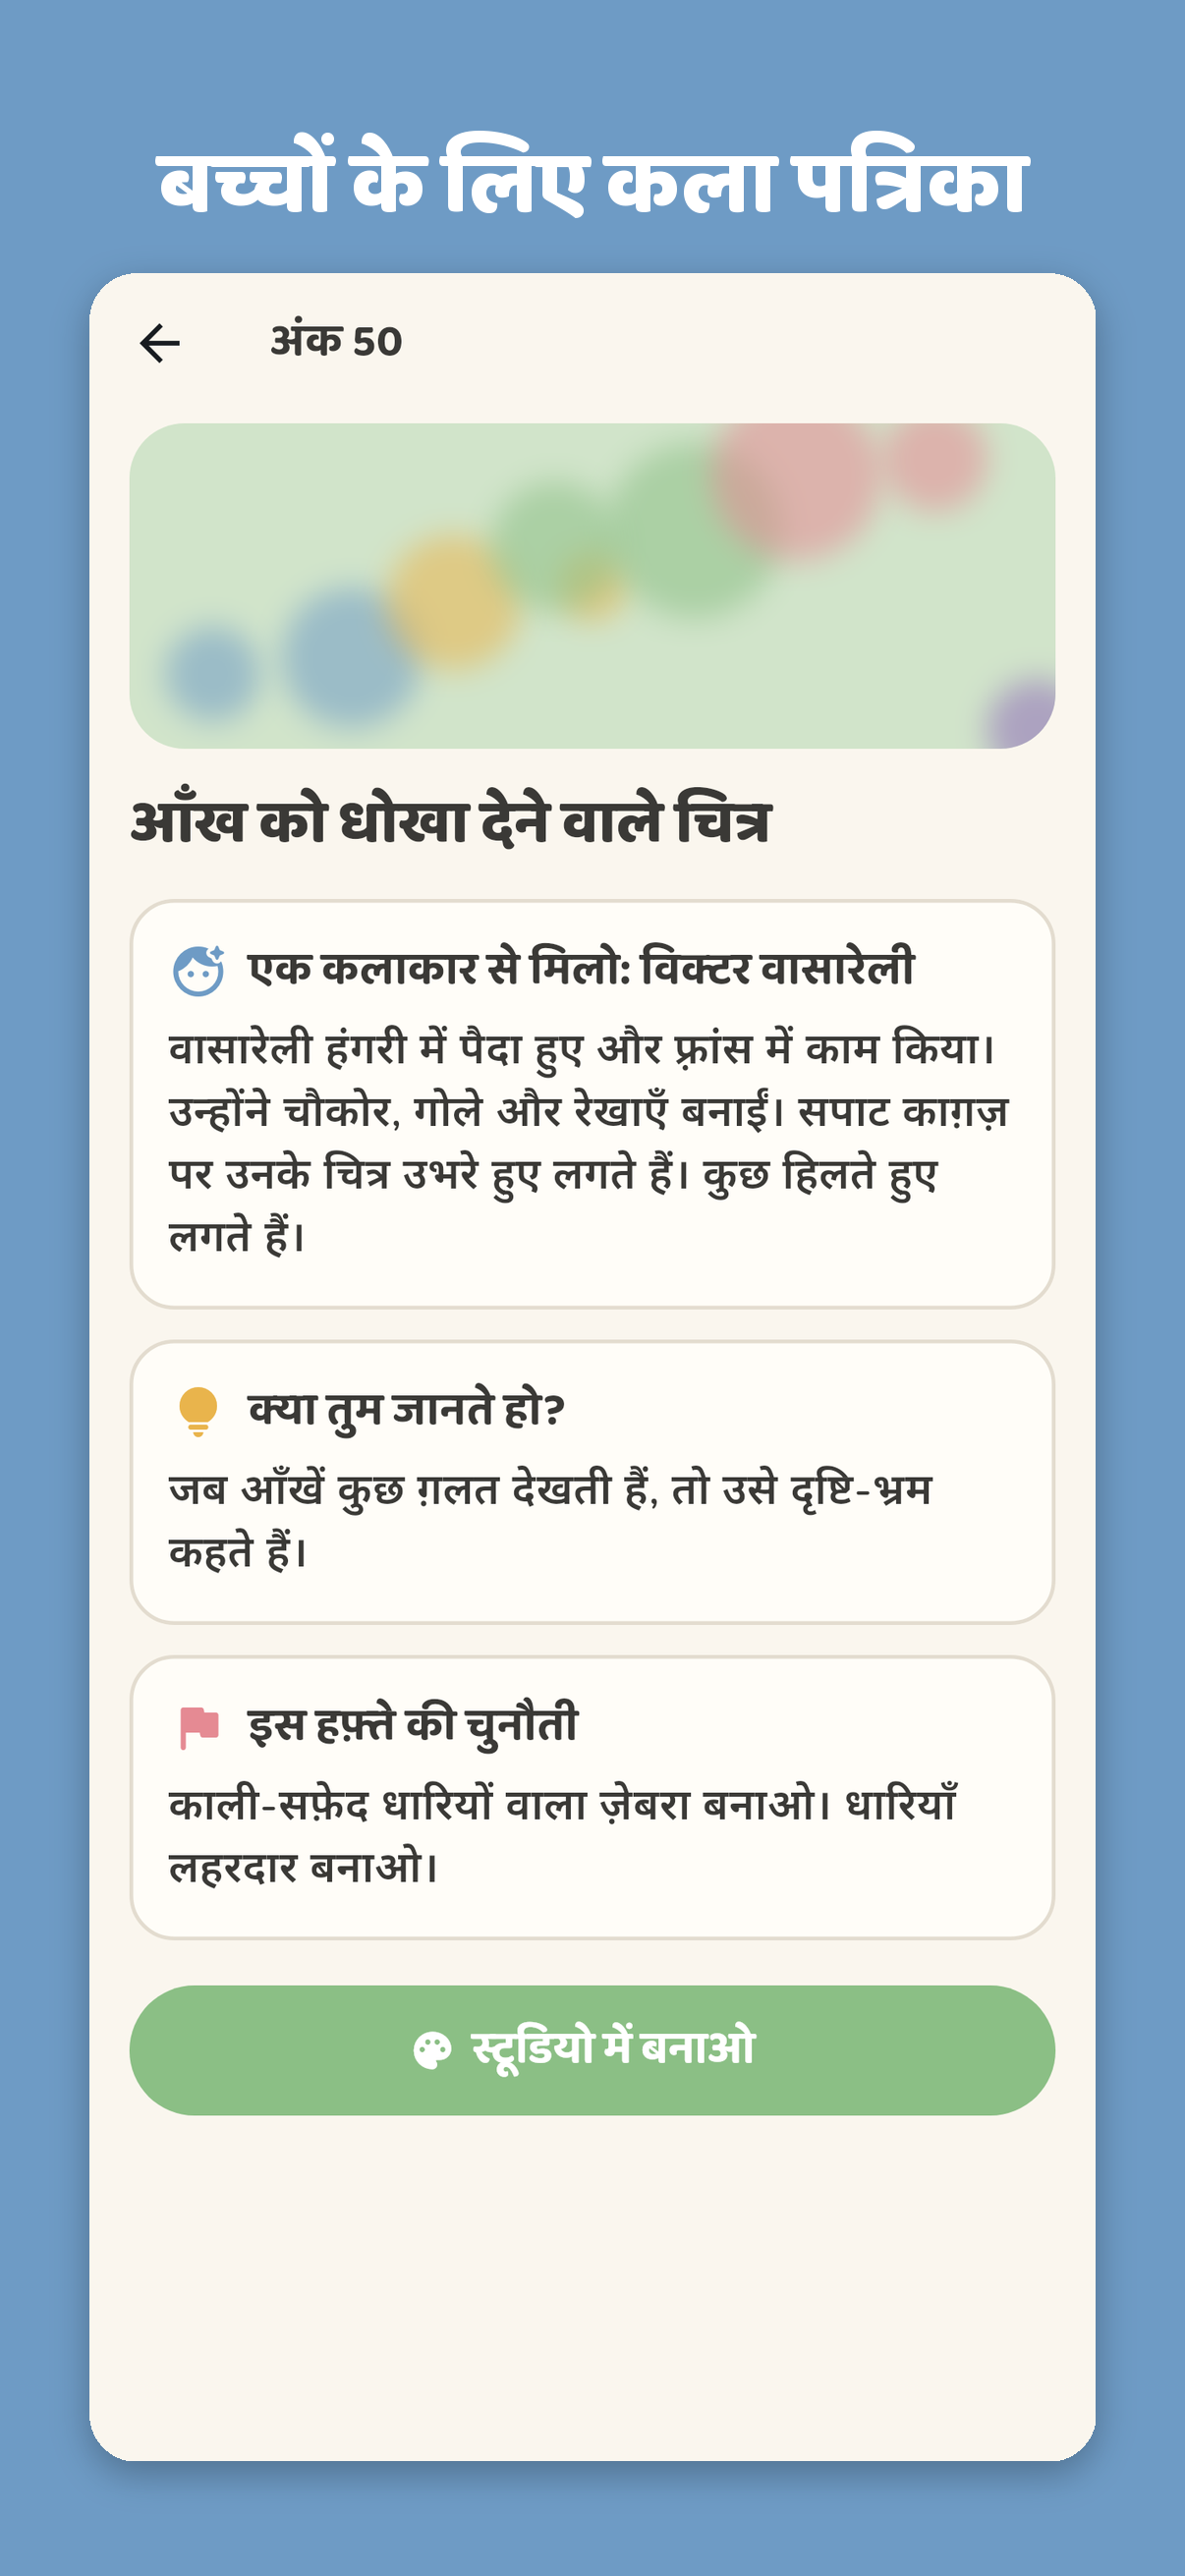 बच्चों के लिए कला पत्रिका
अंक 50
आँख को धोखा देने वाले चित्र
एक कलाकार से मिलो: विक्टर वासारेली
वासारेली हंगरी में पैदा हुए और फ़्रांस में काम किया।
उन्होंने चौकोर, गोले और रेखाएँ बनाईं। सपाट काग़ज़
पर उनके चित्र उभरे हुए लगते हैं। कुछ हिलते हुए
लगते हैं।
क्या तुम जानते हो?
जब आँखें कुछ ग़लत देखती हैं, तो उसे दृष्टि-भ्रम
कहते हैं।
इस हफ़्ते की चुनौती
काली-सफ़ेद धारियों वाला ज़ेबरा बनाओ। धारियाँ
लहरदार बनाओ।
स्टूडियो में बनाओ